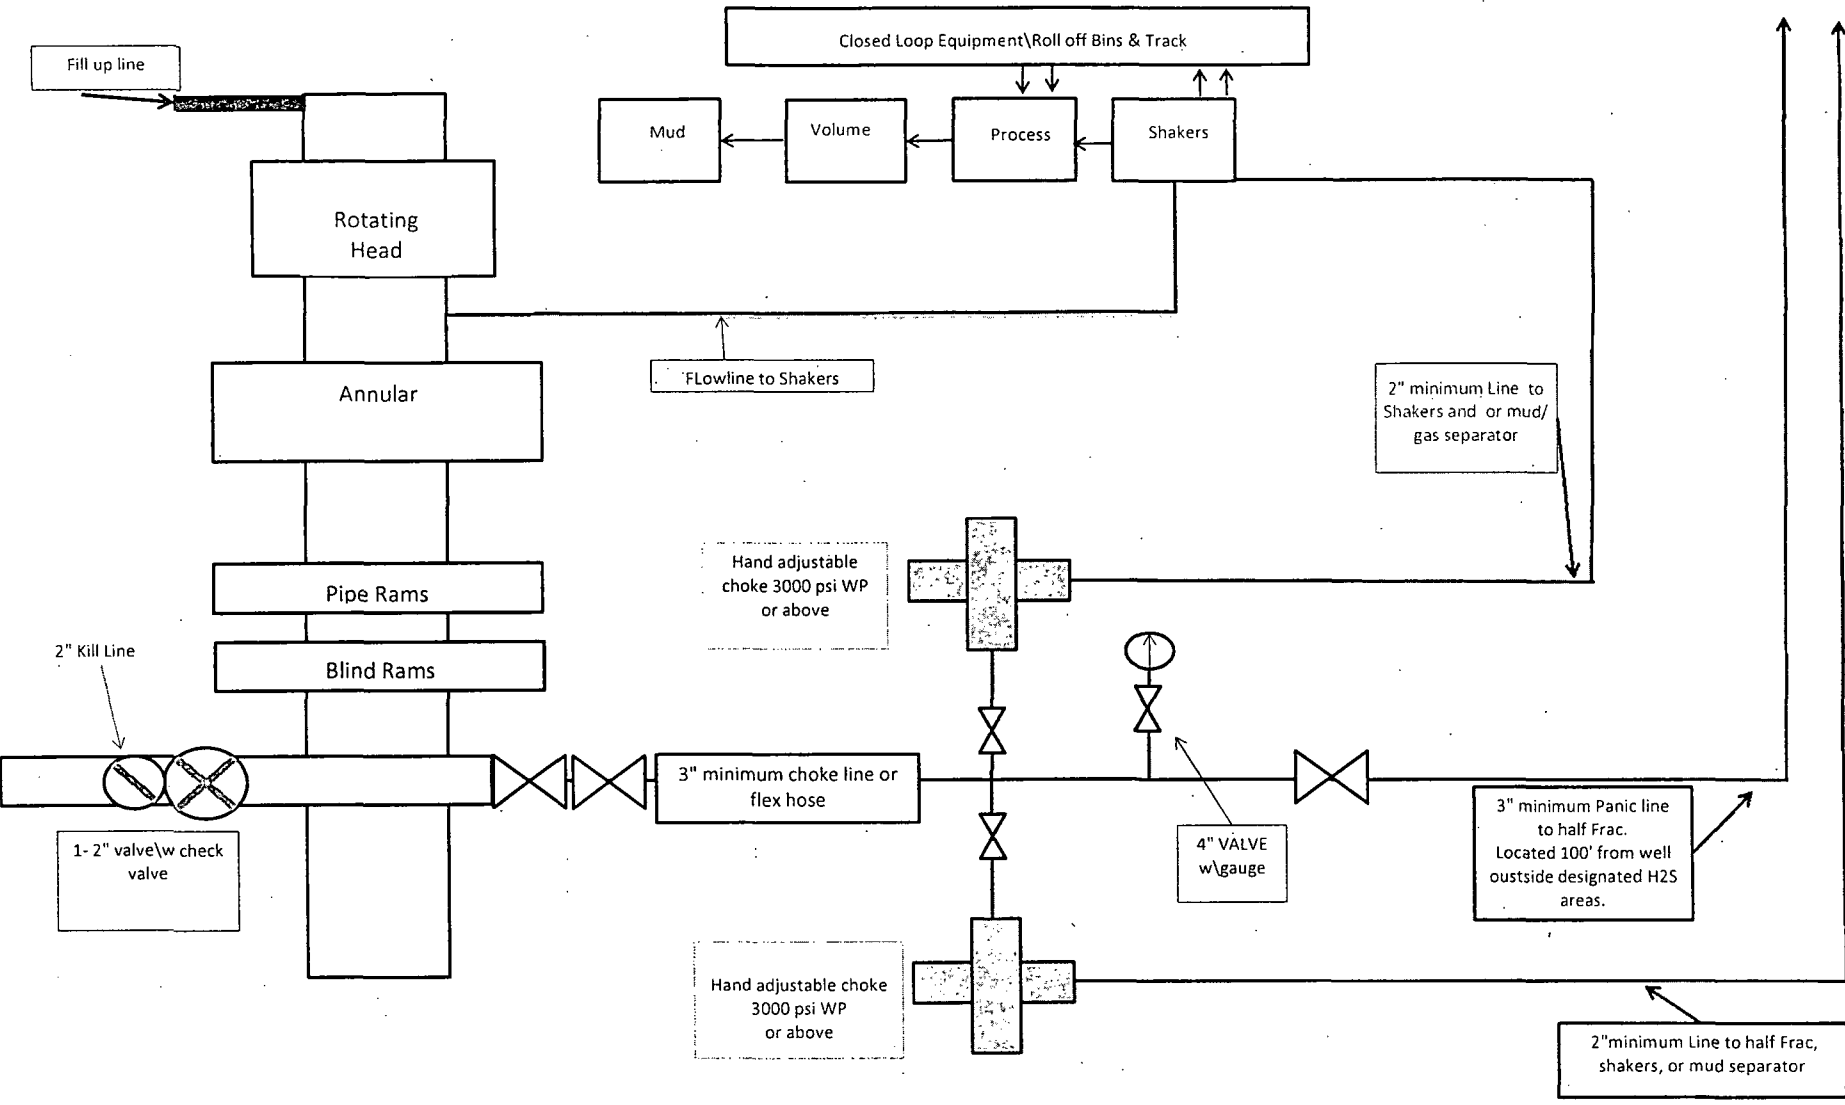 Closed Loop Equipment\Roll off Bins & Track
Fill up line
Mud
Volume
Process
Shakers
Rotating
Head
FLowline to Shakers
Annular
2" minimum Line to
Shakers and or mud/
gas separator
Hand adjustable
choke 3000 psi WP
or above
Pipe Rams
2" Kill Line
Blind Rams
3" minimum choke line or
flex hose
1- 2" valve\w check
valve
4" VALVE
w\gauge
3" minimum Panic line
to half Frac.
Located 100' from well
oustside designated H2S
areas.
Hand adjustable choke
3000 psi WP
or above
2"minimum Line to half Frac,
shakers, or mud separator